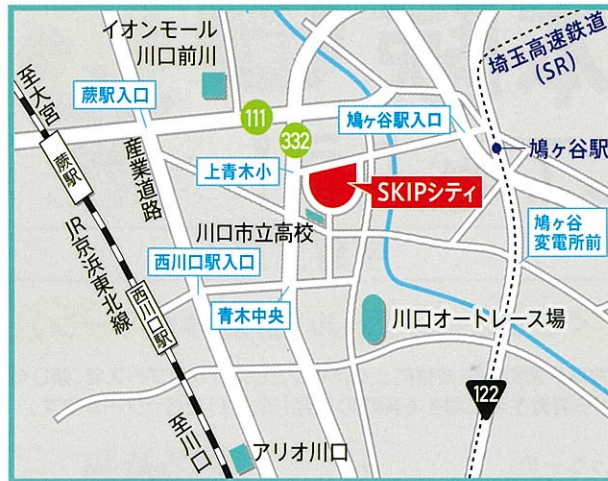 イオンモール
川口前川
埼玉高速鉄道
(SR)
至大宮
蕨駅入口
111
332
鳩ヶ谷駅入口
鳩ヶ谷駅
蕨駅
産業道路
上青木小
SKIPシティ
川口市立高校
鳩ヶ谷
変電所前
JR京浜東北線
西川口駅入口
西川口駅
青木中央
川口オートレース場
122
至川口
アリオ川口